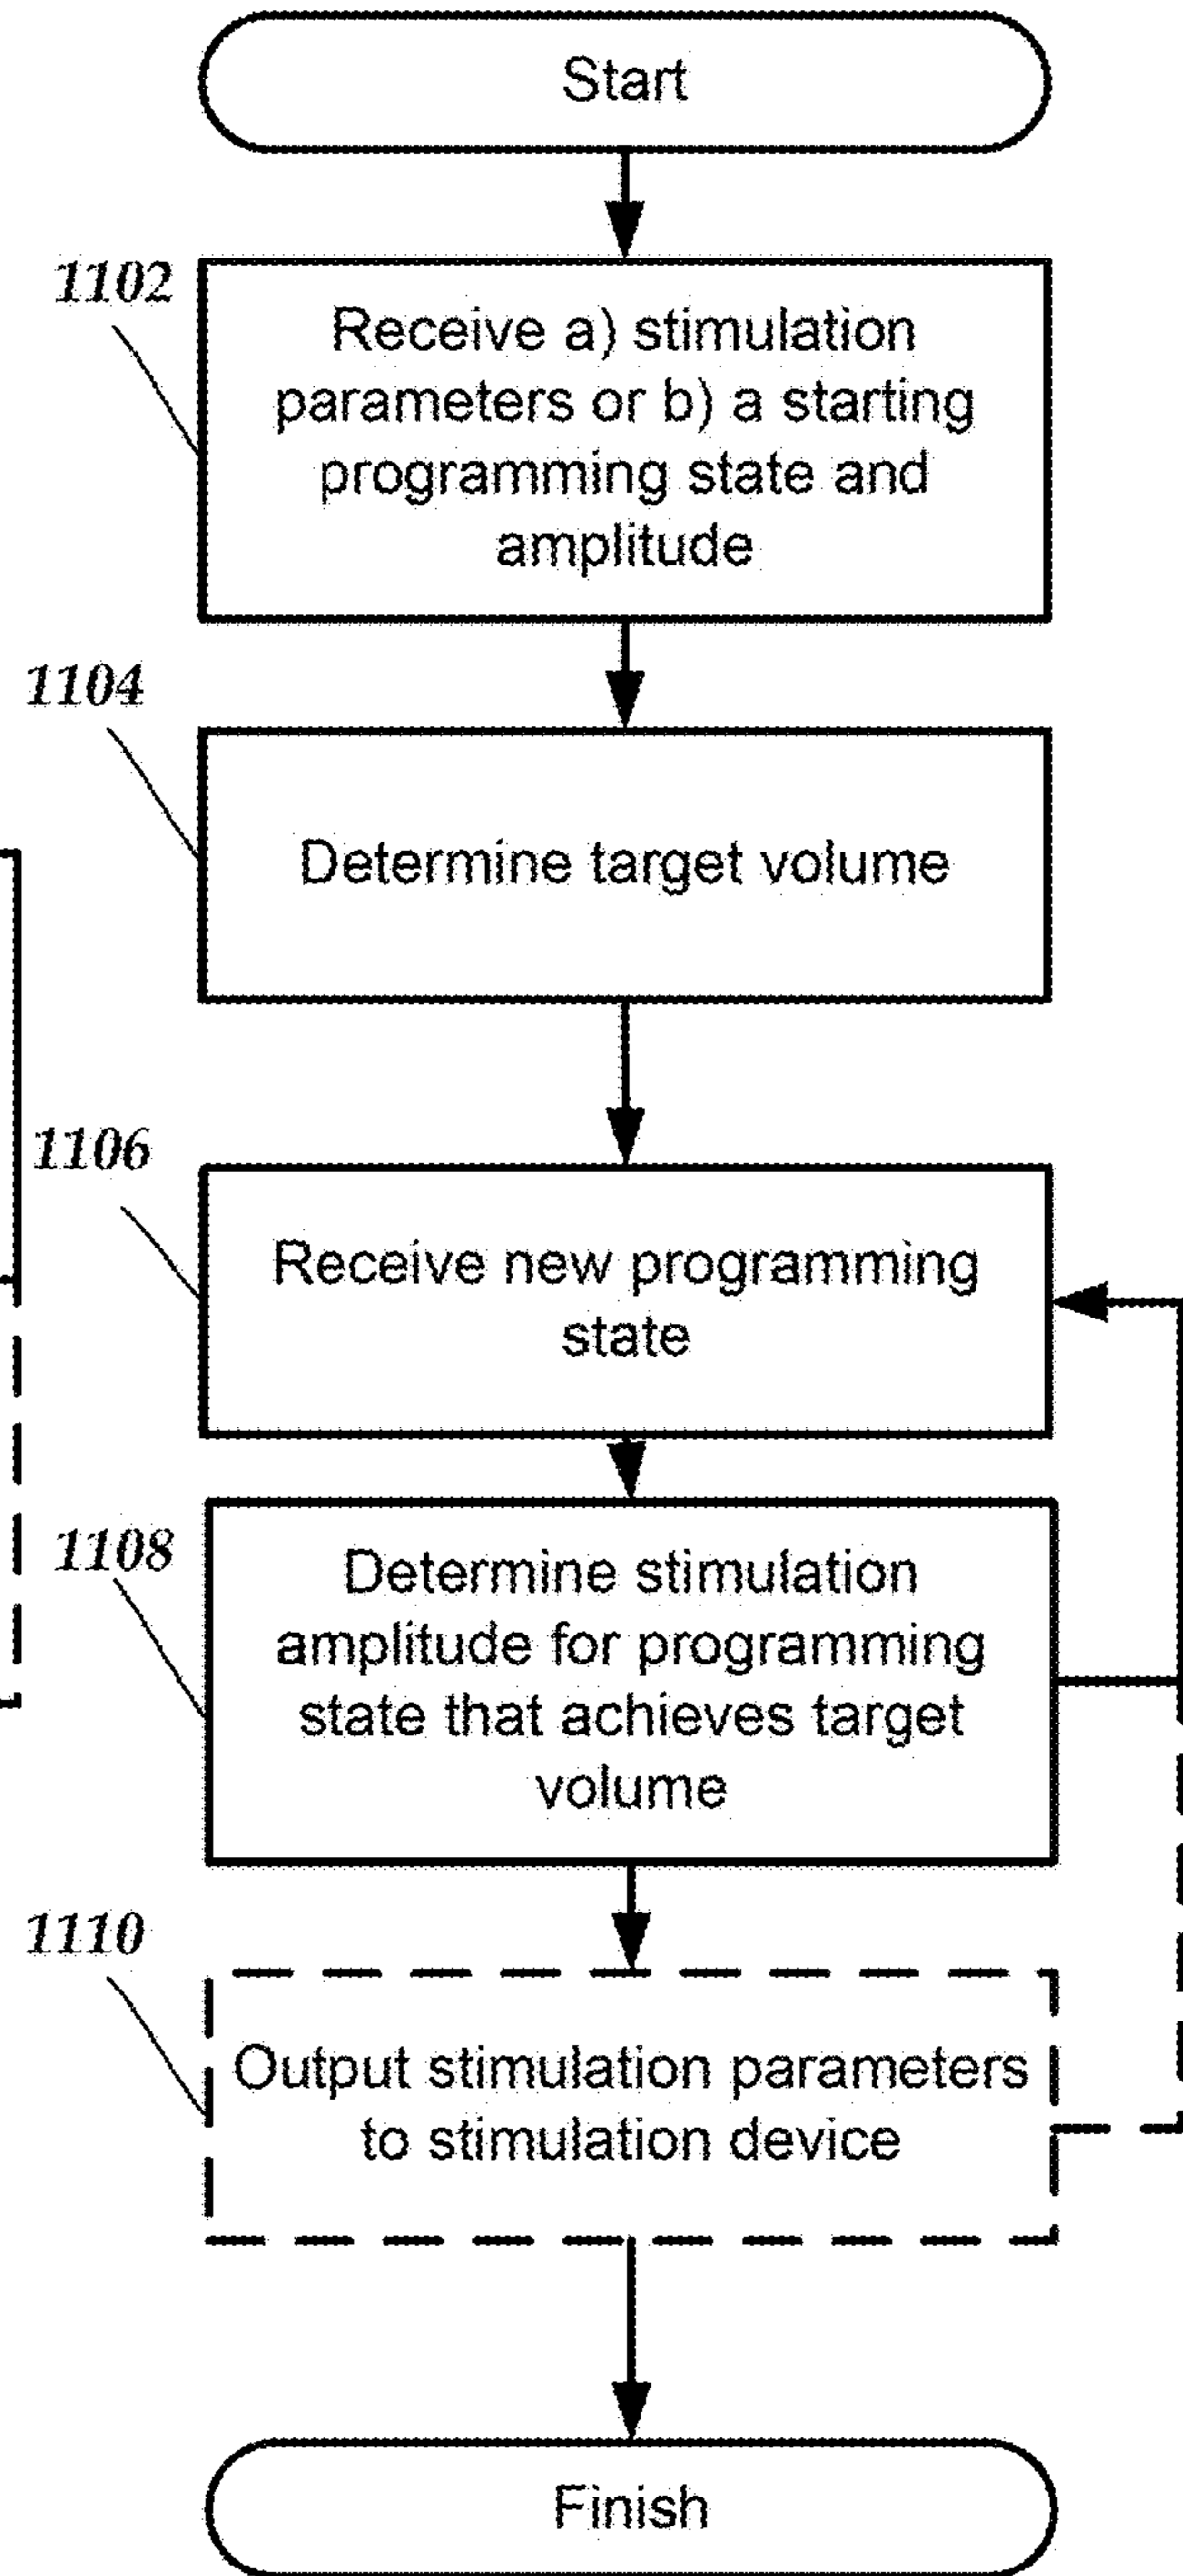 Start
1102
Receive a) stimulation
parameters or b) a starting
programming state and
amplitude
1104
Determine target volume
1106
Receive new programming
state
1108
Determine stimulation
amplitude for programming
state that achieves target
volume
1110
Output stimulation parameters
to stimulation device
Finish